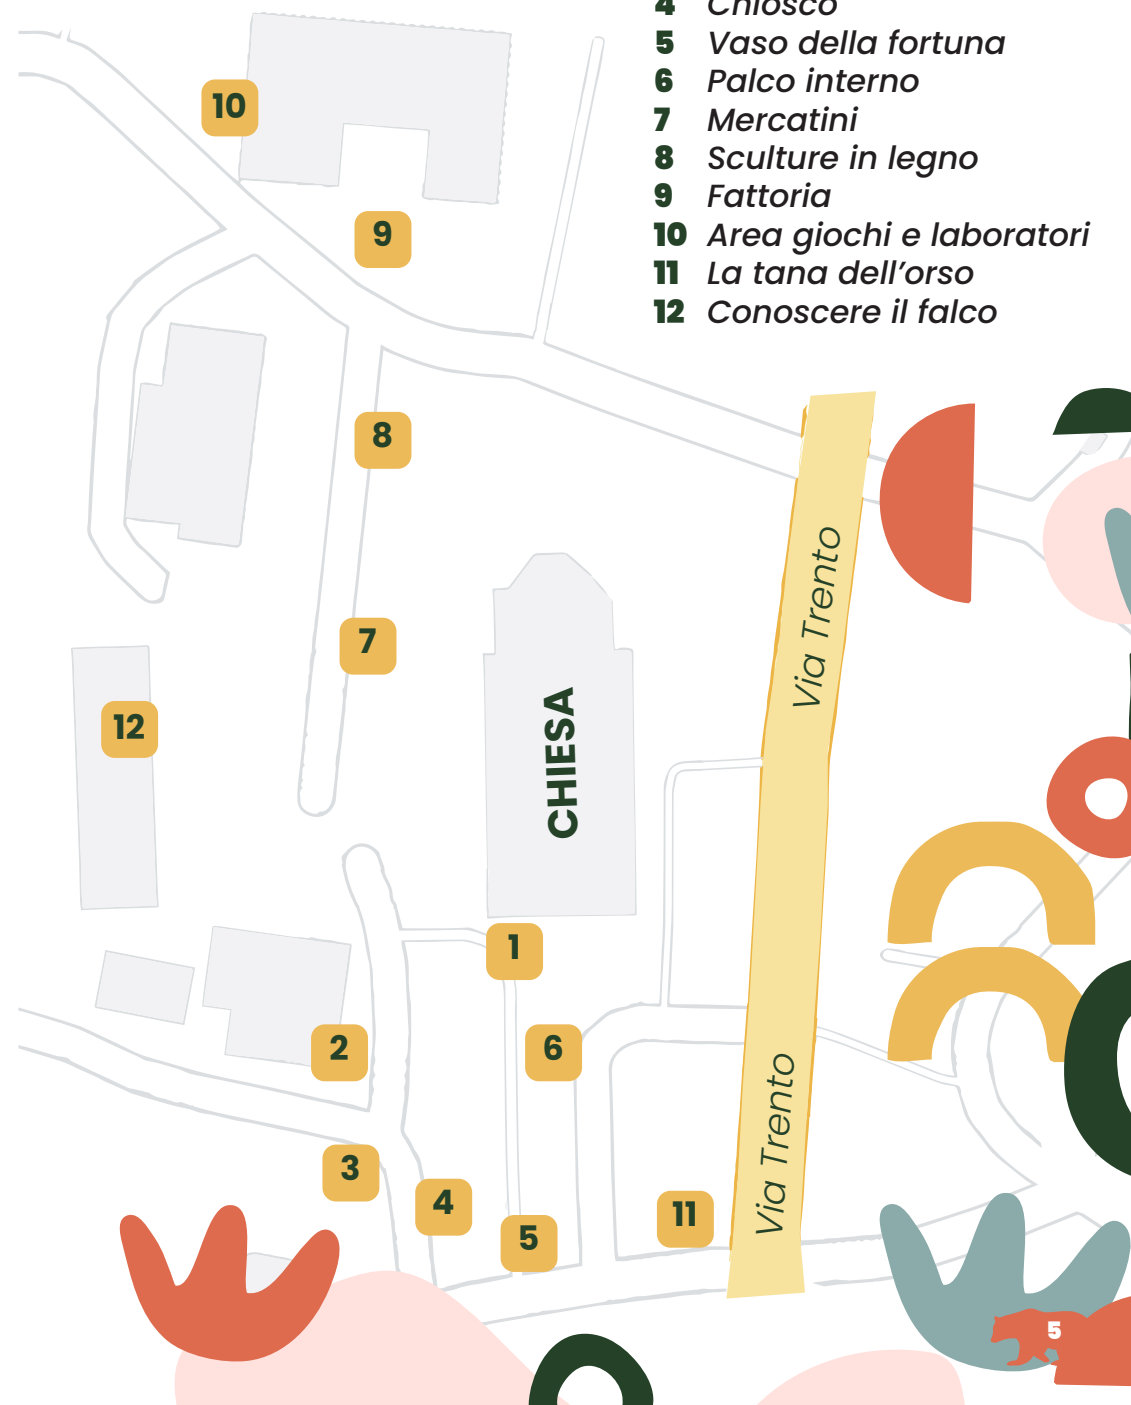 4 Chiosco
5 Vaso della fortuna
6 Palco interno
7 Mercatini
8 Sculture in legno
9 Fattoria
10 Area giochi e laboratori
11 La tana dell’orso
12 Conoscere il falco
10
9
8
7
12
CHIESA
Via Trento
1
2
6
3
4
5
11
Via Trento
5